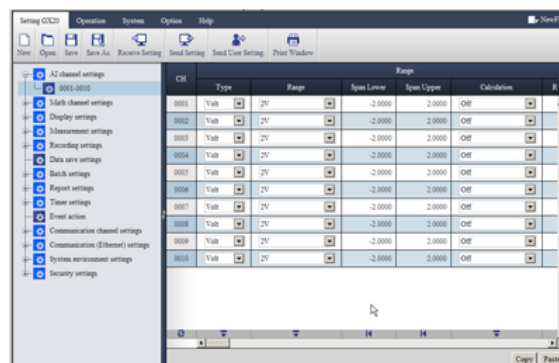 Setting GX20 Operation System Option Help NewF
New Open Save Save As Receive Setting Send Setting Send User Setting Print Window
AI channel settings
0001-0010
Math channel settings
Display settings
Measurement settings
Recording settings
Data save settings
Batch settings
Report settings
Timer settings
Event action
Communication channel settings
Communication (Ethernet) settings
System environment settings
Security settings
CH Range
Type Range Span Lower Span Upper Calculation R
0001 Volt 2V -2.0000 2.0000 Off
0002 Volt 2V -2.0000 2.0000 Off
0003 Volt 2V -2.0000 2.0000 Off
0004 Volt 2V -2.0000 2.0000 Off
0005 Volt 2V -2.0000 2.0000 Off
0006 Volt 2V -2.0000 2.0000 Off
0007 Volt 2V -2.0000 2.0000 Off
0008 Volt 2V -2.0000 2.0000 Off
0009 Volt 2V -2.0000 2.0000 Off
0010 Volt 2V -2.0000 2.0000 Off
Copy Paste